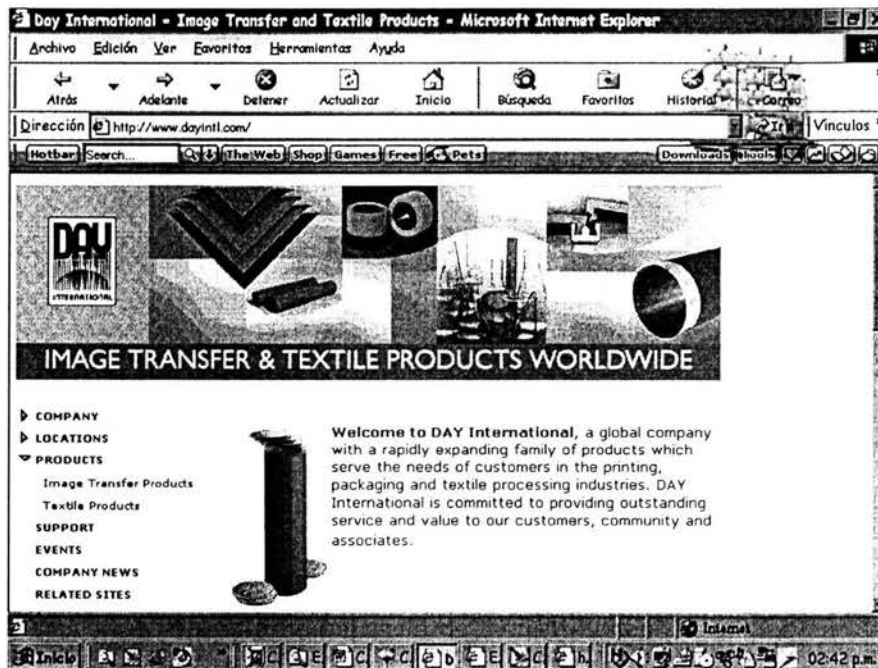 Day International - Image Transfer and Textile Products - Microsoft Internet Explorer
Archivo Edición Ver Favoritos Herramientas Ayuda
Atrás Adelante Detener Actualizar Inicio Búsqueda Favoritos Historial Correo
Dirección http://www.dayintl.com/ Ir Vínculos
Hotbar Search... The Web Shop Games Free Pets Downloads
DAY
INTERNATIONAL
IMAGE TRANSFER & TEXTILE PRODUCTS WORLDWIDE
COMPANY
LOCATIONS
PRODUCTS
Image Transfer Products
Textile Products
SUPPORT
EVENTS
COMPANY NEWS
RELATED SITES
Welcome to DAY International, a global company
with a rapidly expanding family of products which
serve the needs of customers in the printing,
packaging and textile processing industries. DAY
International is committed to providing outstanding
service and value to our customers, community and
associates.
Internet
Inicio 02:42 p.m.